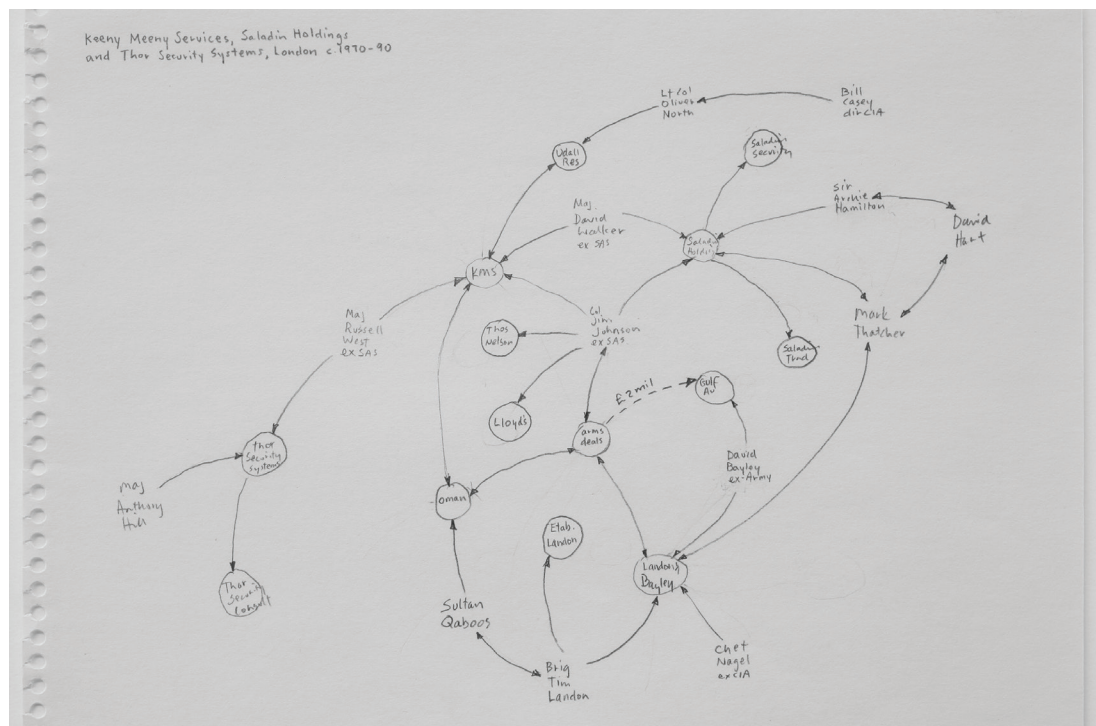 Keeny Meeny Services, Saladin Holdings
and Thor Security Systems, London c.1970-90
Lt Col
Oliver
North
Bill
Casey
dir CIA
Udall
Res
Saladin
Security
Sir
Archie
Hamilton
David
Hart
Maj.
David
Walker
ex SAS
Saladin
Holdin
KMS
Maj
Russell
West
ex SAS
Thos
Nelson
Col
Jim
Johnson
ex SAS
Mark
Thatcher
Saladin
Lloyd's
£2mil
Gulf
Av
arms
deals
Thor
Security
Systems
David
Bayley
ex-Army
Maj
Anthony
Hill
Oman
Etab.
Landon
Landon &
Bayley
Thor
Security
Consult
Sultan
Qaboos
Brig
Tim
Landon
Chet
Nagel
ex CIA